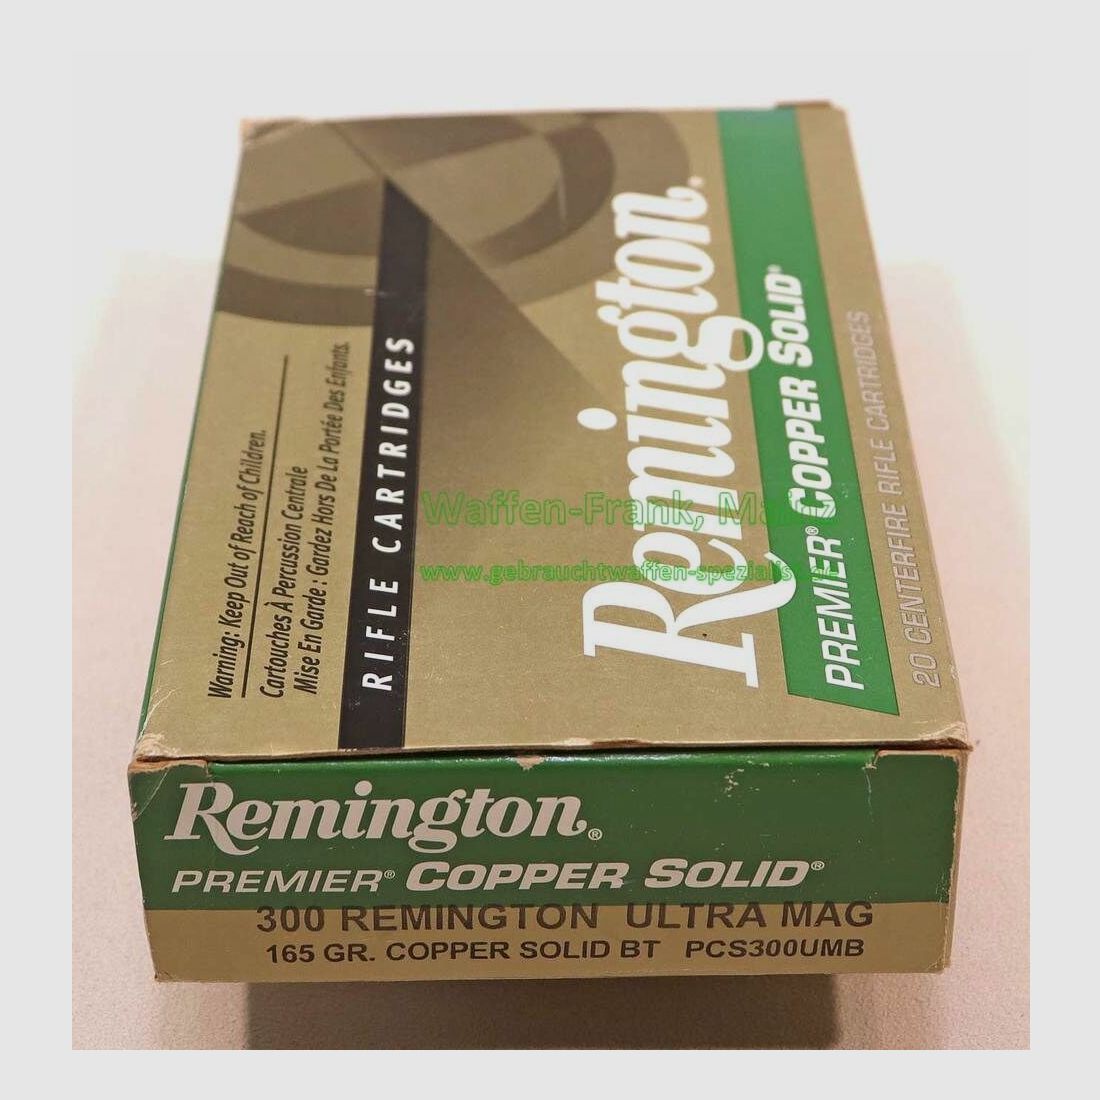 Warning: Keep Out of Reach of Children.
Cartouches À Percussion Centrale
Mise En Garde : Gardez Hors De La Portée Des Enfants.
RIFLE CARTRIDGES
Remington®
PREMIER® COPPER SOLID®
20 CENTERFIRE RIFLE CARTRIDGES
Waffen-Frank, Mainz
www.gebrauchtwaffen-spezialis
Remington®
PREMIER® COPPER SOLID®
300 REMINGTON ULTRA MAG
165 GR. COPPER SOLID BT PCS300UMB